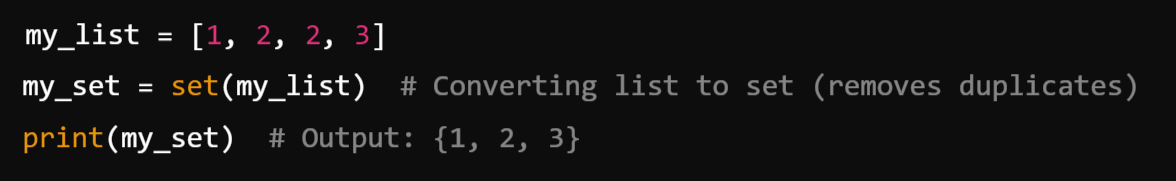 my_list = [1, 2, 2, 3]
my_set = set(my_list)  # Converting list to set (removes duplicates)
print(my_set)  # Output: {1, 2, 3}